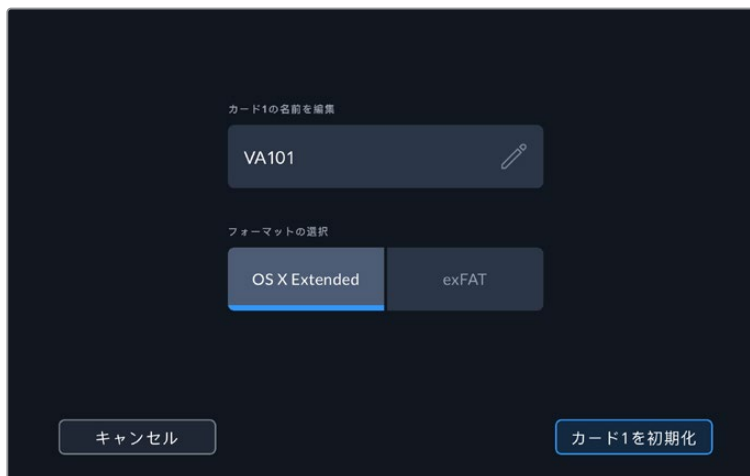 カード1の名前を編集
VA101
フォーマットの選択
OS X Extended
exFAT
キャンセル
カード1を初期化